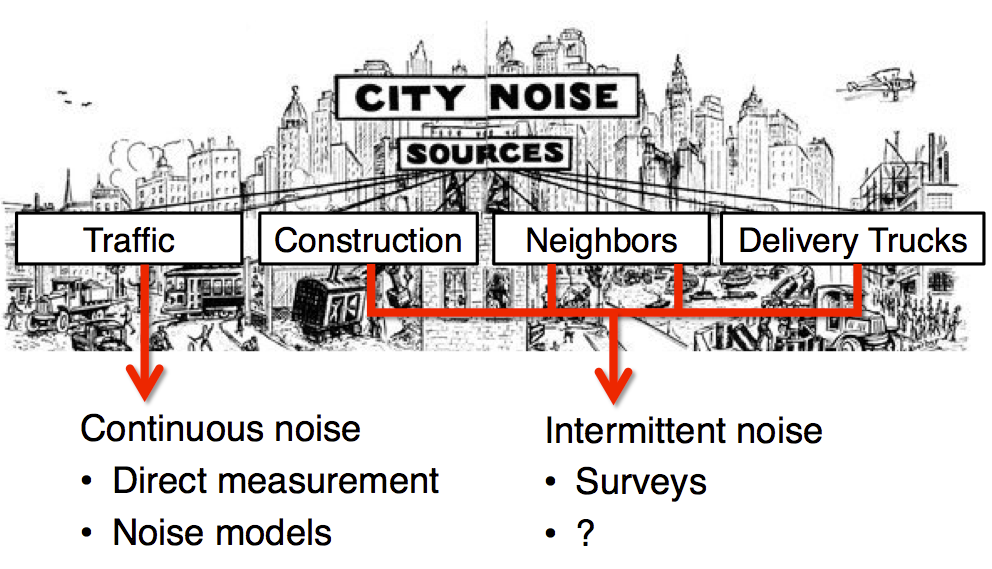 CITY NOISE
SOURCES
Traffic
Construction
Neighbors
Delivery Trucks
Continuous noise
• Direct measurement
• Noise models
Intermittent noise
• Surveys
• ?